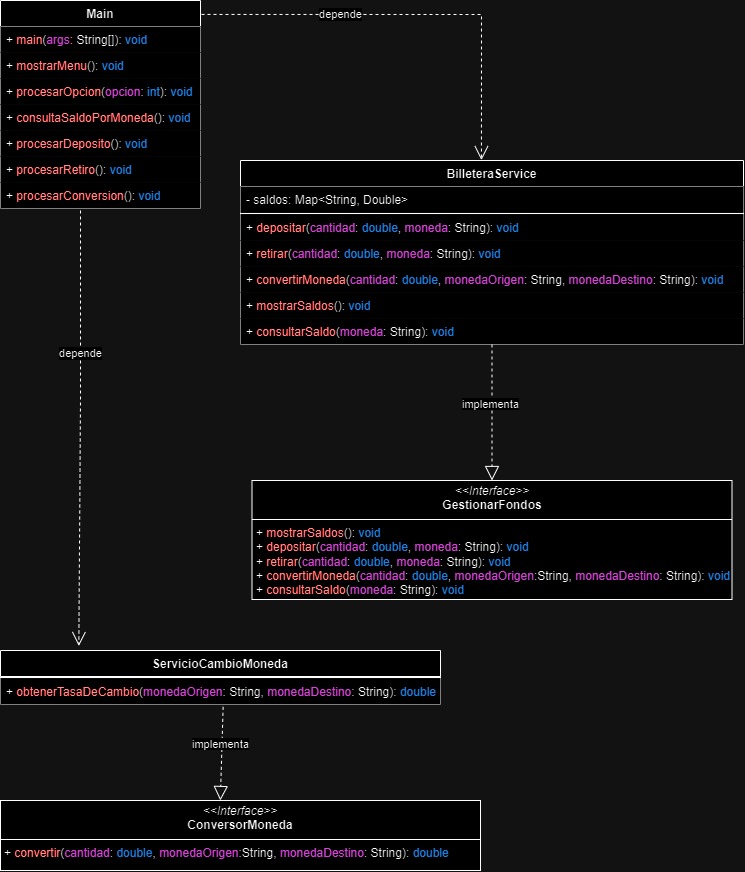 Main
+ main(args: String[]): void
+ mostrarMenu(): void
+ procesarOpcion(opcion: int): void
+ consultaSaldoPorMoneda(): void
+ procesarDeposito(): void
+ procesarRetiro(): void
+ procesarConversion(): void
depende
BilleteraService
- saldos: Map<String, Double>
+ depositar(cantidad: double, moneda: String): void
+ retirar(cantidad: double, moneda: String): void
+ convertirMoneda(cantidad: double, monedaOrigen: String, monedaDestino: String): void
+ mostrarSaldos(): void
+ consultarSaldo(moneda: String): void
depende
implementa
<<Interface>>
GestionarFondos
+ mostrarSaldos(): void
+ depositar(cantidad: double, moneda: String): void
+ retirar(cantidad: double, moneda: String): void
+ convertirMoneda(cantidad: double, monedaOrigen:String, monedaDestino: String): void
+ consultarSaldo(moneda: String): void
ServicioCambioMoneda
+ obtenerTasaDeCambio(monedaOrigen: String, monedaDestino: String): double
implementa
<<Interface>>
ConversorMoneda
+ convertir(cantidad: double, monedaOrigen:String, monedaDestino: String): double